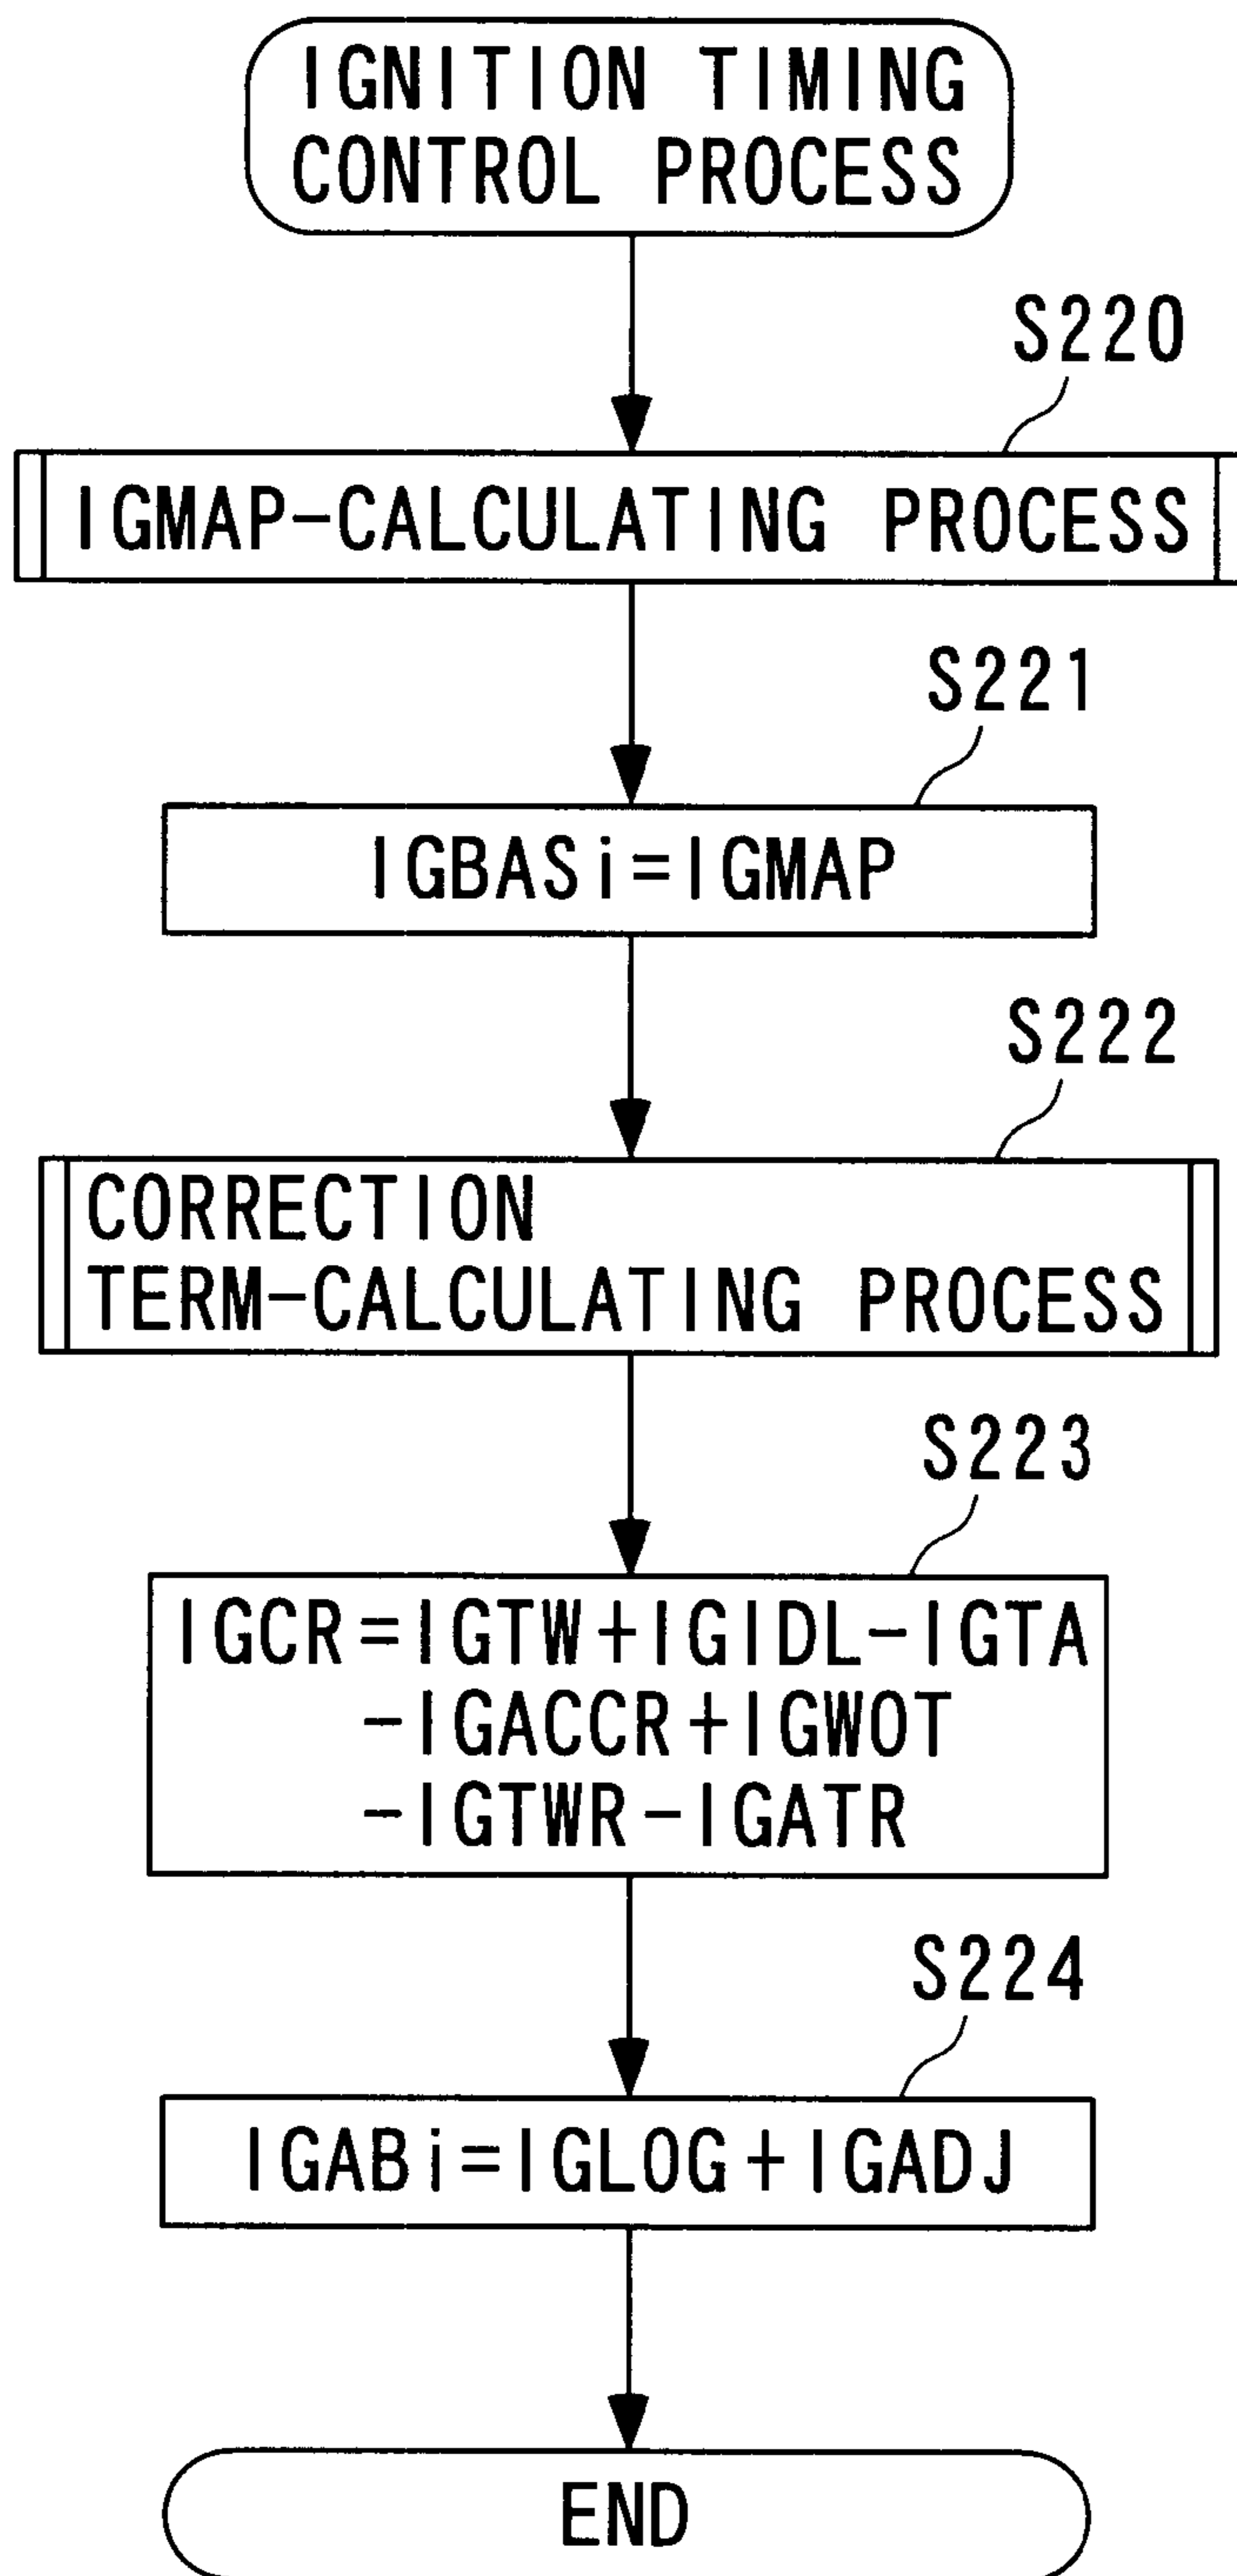 IGNITION TIMING
CONTROL PROCESS
S220
IGMAP-CALCULATING PROCESS
S221
IGBASi=IGMAP
S222
CORRECTION
TERM-CALCULATING PROCESS
S223
IGCR=IGTW+IGIDL-IGTA
-IGACCR+IGWOT
-IGTWR-IGATR
S224
IGABi=IGLOG+IGADJ
END